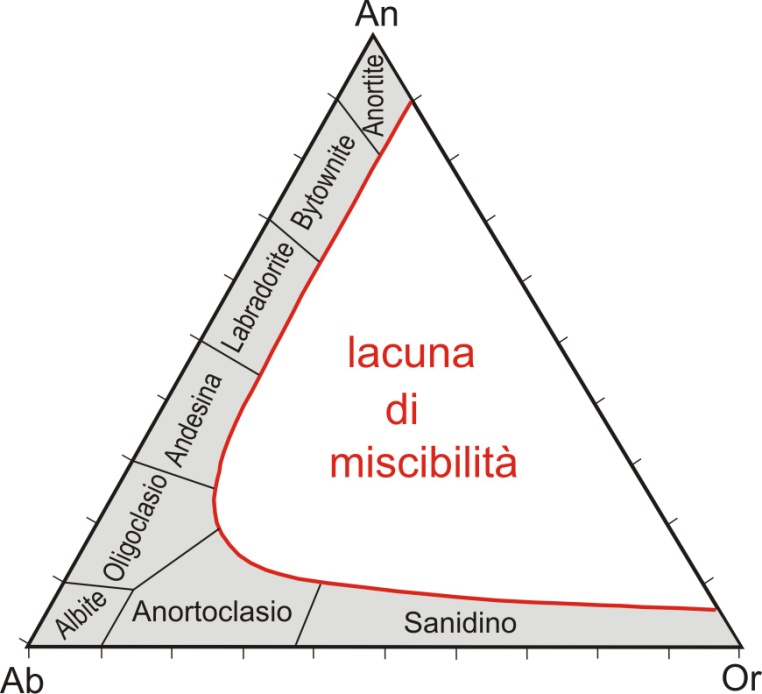 An
Anortite
Bytownite
Labradorite
lacuna
di
miscibilità
Andesina
Oligoclasio
Albite
Anortoclasio
Sanidino
Ab
Or